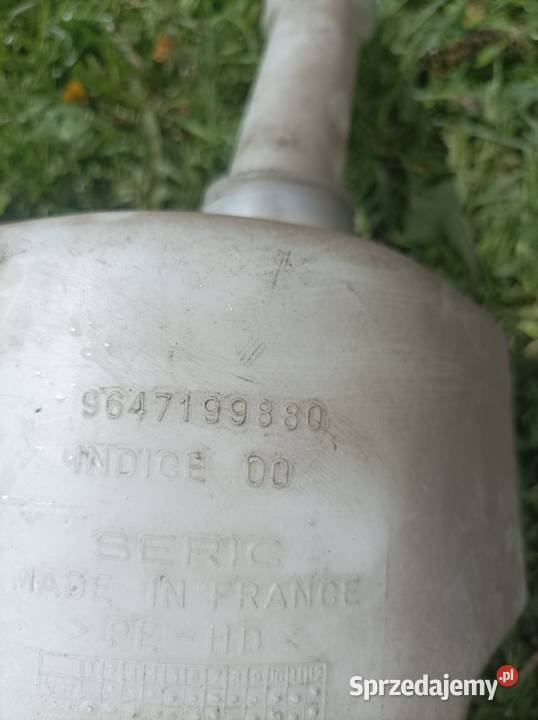 9647199880
INDICE 00
SERIC
MADE IN FRANCE
>PE-HD<
Sprzedajemy.pl